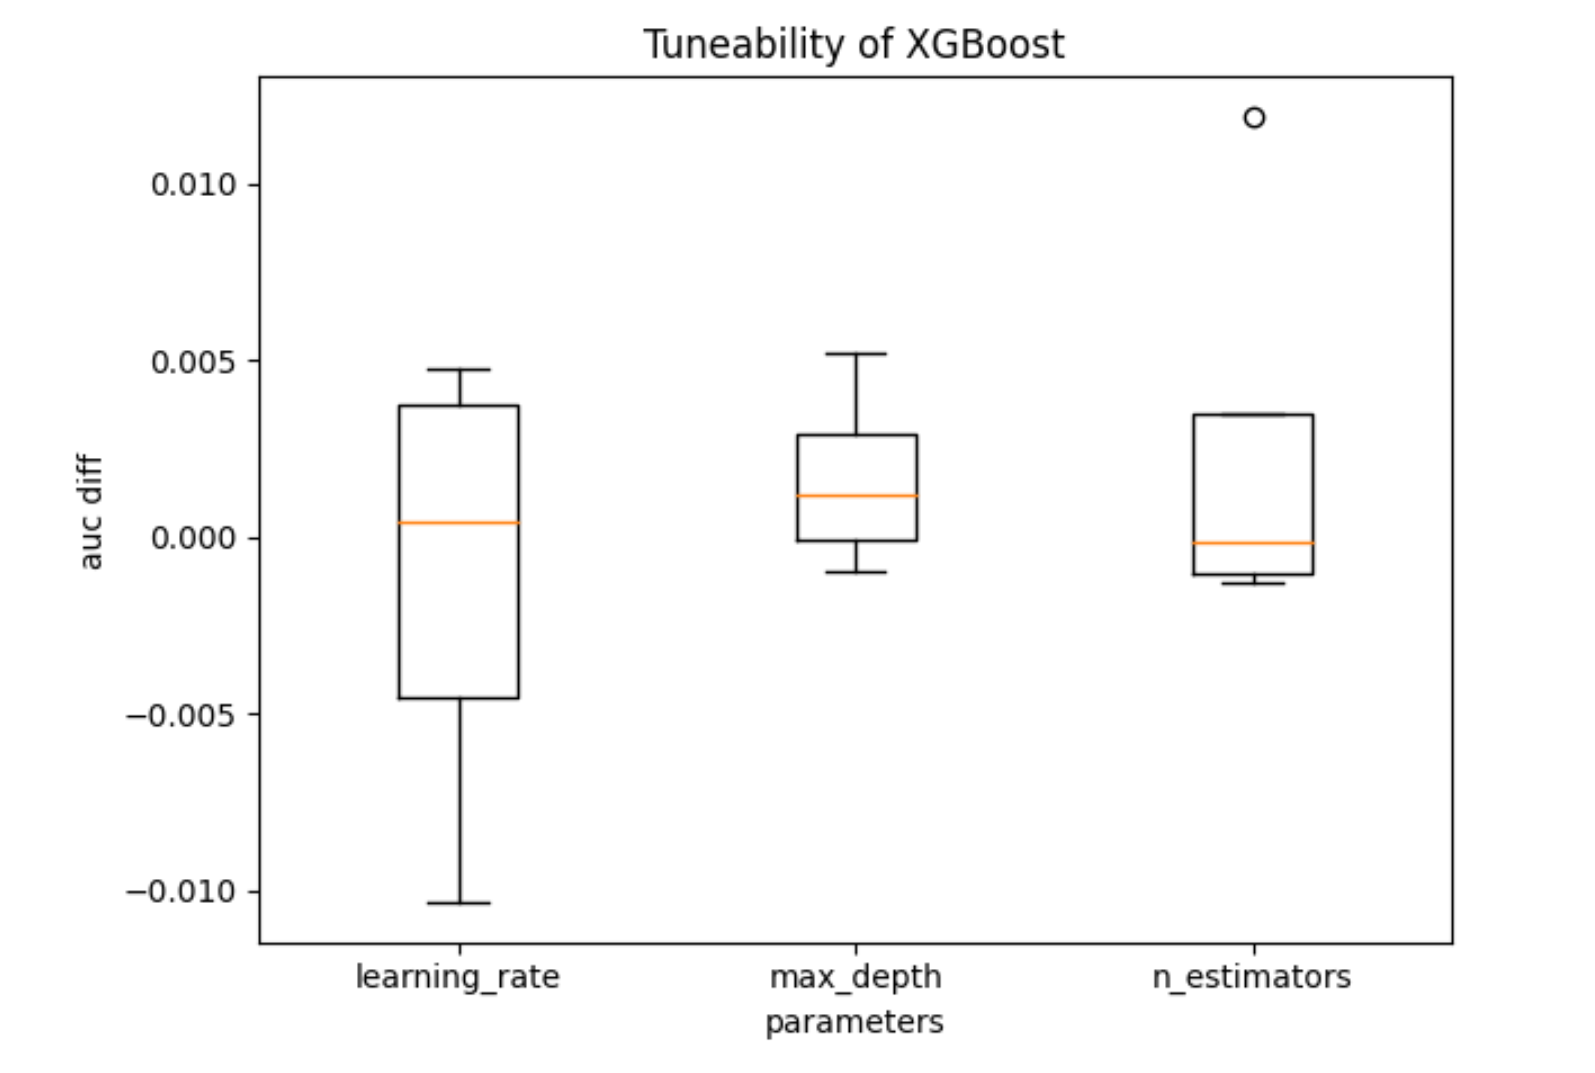 Tuneability of XGBoost
0.010
0.005
0.000
−0.005
−0.010
auc diff
learning_rate
max_depth
n_estimators
parameters